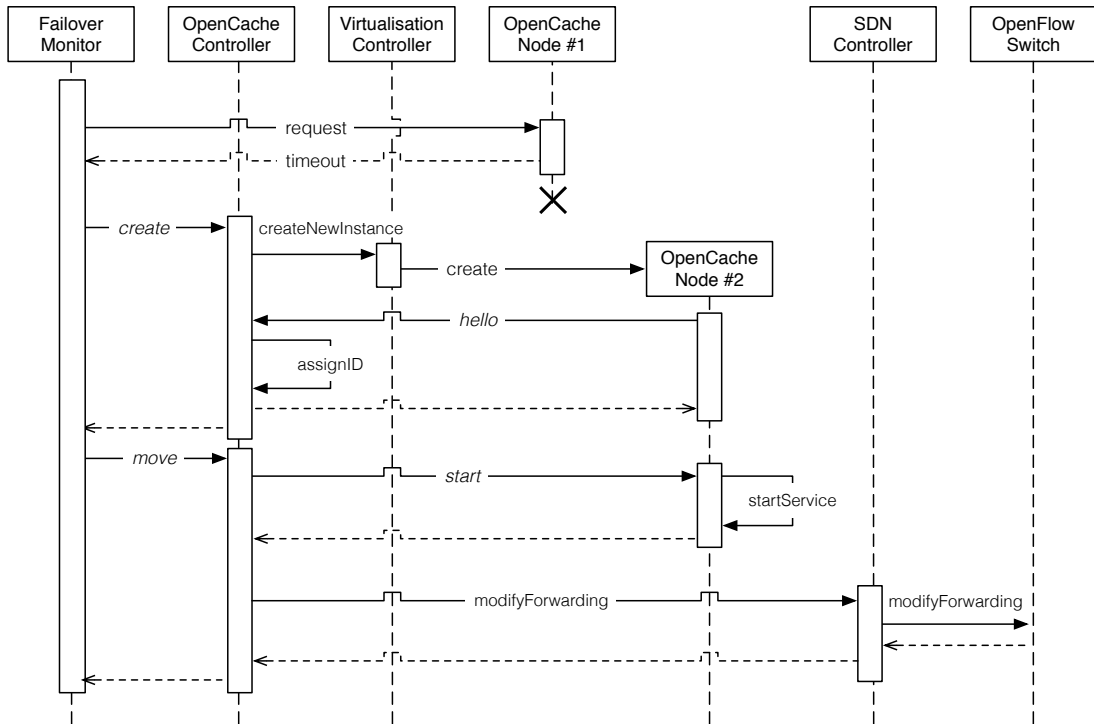 Failover
Monitor
OpenCache
Controller
Virtualisation
Controller
OpenCache
Node #1
SDN
Controller
OpenFlow
Switch
request
timeout
create
createNewInstance
create
OpenCache
Node #2
hello
assignID
move
start
startService
modifyForwarding
modifyForwarding